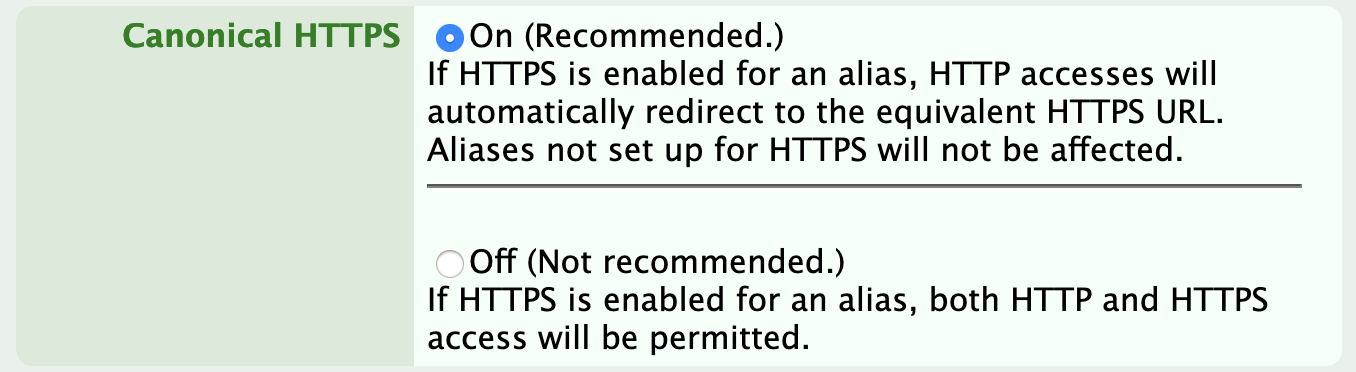 Canonical HTTPS
On (Recommended.)
If HTTPS is enabled for an alias, HTTP accesses will
automatically redirect to the equivalent HTTPS URL.
Aliases not set up for HTTPS will not be affected.
Off (Not recommended.)
If HTTPS is enabled for an alias, both HTTP and HTTPS
access will be permitted.